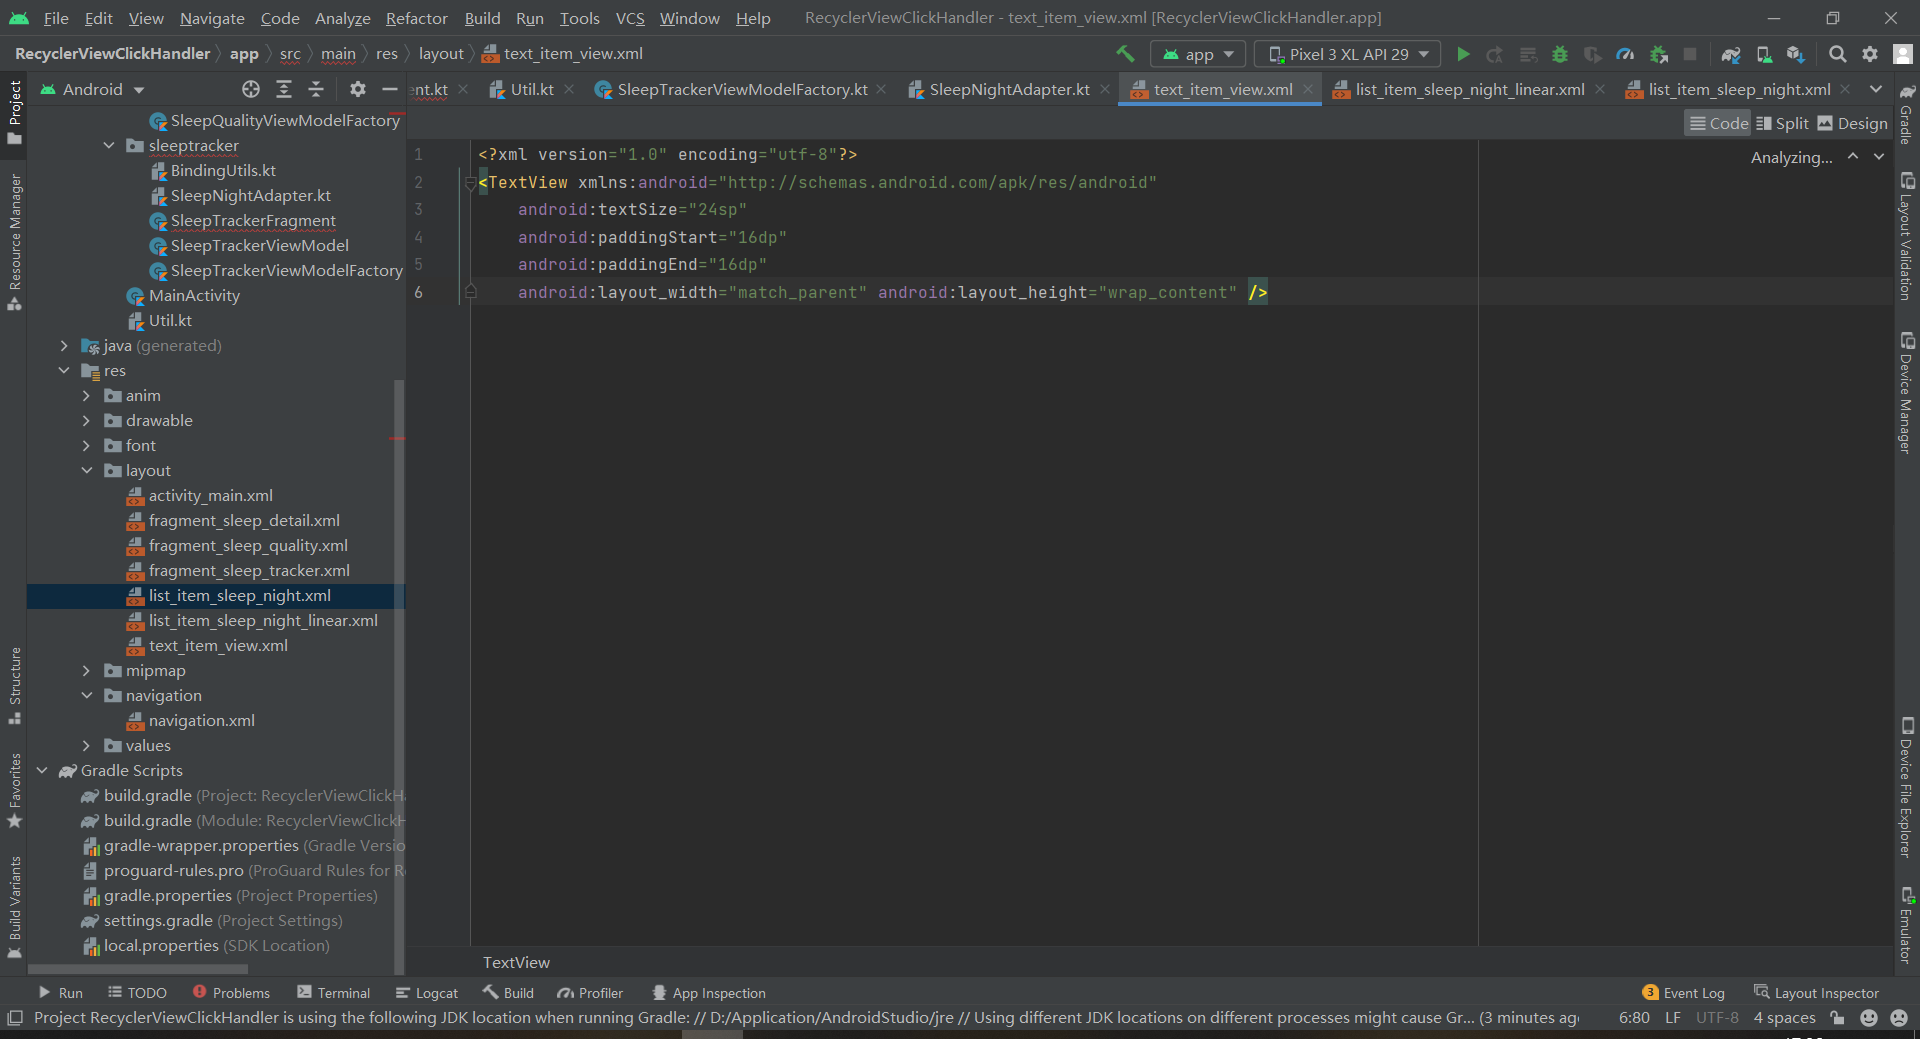 File Edit View Navigate Code Analyze Refactor Build Run Tools VCS Window Help RecyclerViewClickHandler - text_item_view.xml [RecyclerViewClickHandler.app]
RecyclerViewClickHandler app src main res layout text_item_view.xml app Pixel 3 XL API 29
Android ent.kt Util.kt SleepTrackerViewModelFactory.kt SleepNightAdapter.kt text_item_view.xml list_item_sleep_night_linear.xml list_item_sleep_night.xml
Code Split Design
Analyzing...
1 <?xml version="1.0" encoding="utf-8"?>
2 <TextView xmlns:android="http://schemas.android.com/apk/res/android"
3 android:textSize="24sp"
4 android:paddingStart="16dp"
5 android:paddingEnd="16dp"
6 android:layout_width="match_parent" android:layout_height="wrap_content" />
TextView
SleepQualityViewModelFactory
sleeptracker
BindingUtils.kt
SleepNightAdapter.kt
SleepTrackerFragment
SleepTrackerViewModel
SleepTrackerViewModelFactory
MainActivity
Util.kt
java (generated)
res
anim
drawable
font
layout
activity_main.xml
fragment_sleep_detail.xml
fragment_sleep_quality.xml
fragment_sleep_tracker.xml
list_item_sleep_night.xml
list_item_sleep_night_linear.xml
text_item_view.xml
mipmap
navigation
navigation.xml
values
Gradle Scripts
build.gradle (Project: RecyclerViewClickH
build.gradle (Module: RecyclerViewClickH
gradle-wrapper.properties (Gradle Versio
proguard-rules.pro (ProGuard Rules for R
gradle.properties (Project Properties)
settings.gradle (Project Settings)
local.properties (SDK Location)
Project
Resource Manager
Structure
Favorites
Build Variants
Gradle
Layout Validation
Device Manager
Device File Explorer
Emulator
Run TODO Problems Terminal Logcat Build Profiler App Inspection 3 Event Log Layout Inspector
Project RecyclerViewClickHandler is using the following JDK location when running Gradle: // D:/Application/AndroidStudio/jre // Using different JDK locations on different processes might cause Gr... (3 minutes ago 6:80 LF UTF-8 4 spaces